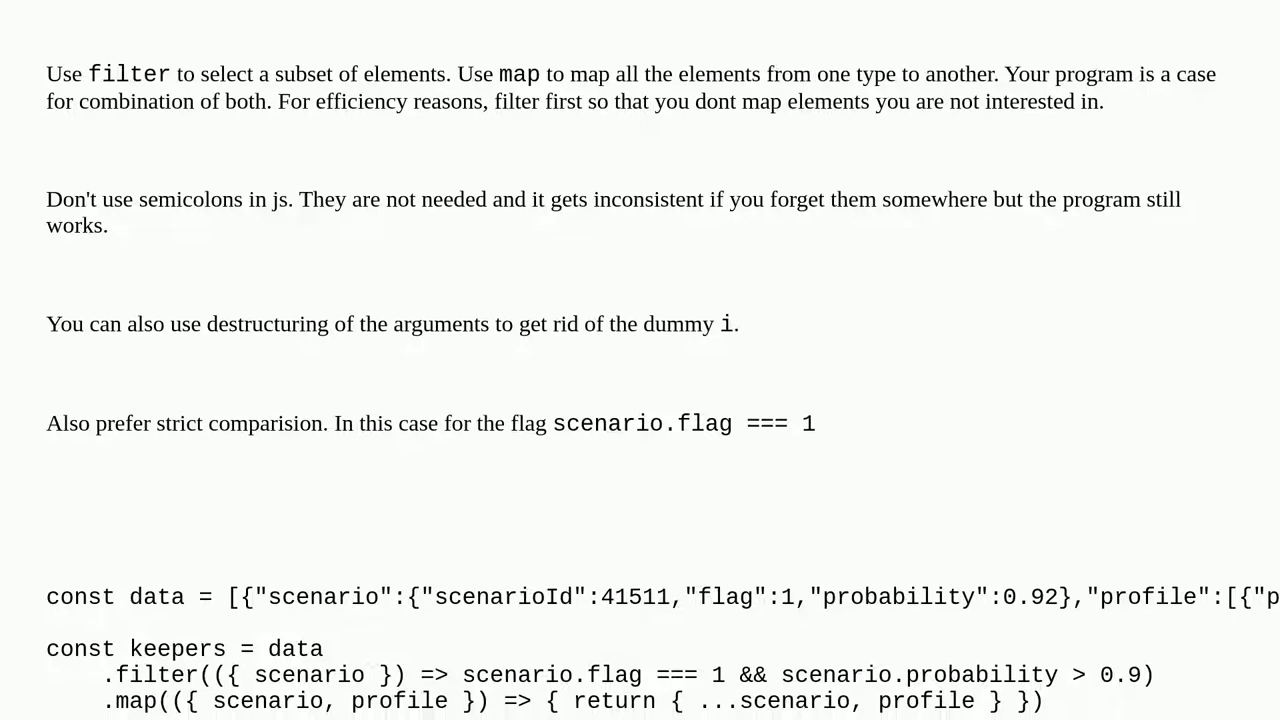 Use filter to select a subset of elements. Use map to map all the elements from one type to another. Your program is a case
for combination of both. For efficiency reasons, filter first so that you dont map elements you are not interested in.
Don't use semicolons in js. They are not needed and it gets inconsistent if you forget them somewhere but the program still
works.
You can also use destructuring of the arguments to get rid of the dummy i.
Also prefer strict comparision. In this case for the flag scenario.flag === 1
const data = [{"scenario":{"scenarioId":41511,"flag":1,"probability":0.92},"profile":[{"p
const keepers = data
    .filter(({ scenario }) => scenario.flag === 1 && scenario.probability > 0.9)
    .map(({ scenario, profile }) => { return { ...scenario, profile } })